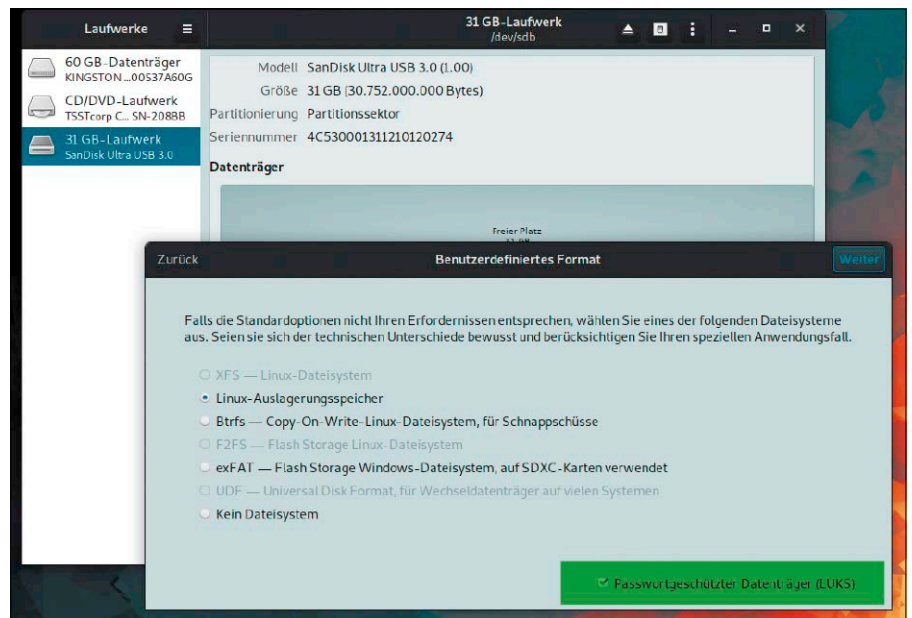 Laufwerke
31 GB-Laufwerk
/dev/sdb
60 GB-Datenträger
KINGSTON ...00S37A60G
CD/DVD-Laufwerk
TSSTcorp C... SN-208BB
31 GB-Laufwerk
SanDisk Ultra USB 3.0
Modell SanDisk Ultra USB 3.0 (1.00)
Größe 31 GB (30.752.000.000 Bytes)
Partitionierung Partitionssektor
Seriennummer 4C530001311210120274
Datenträger
Freier Platz
31 GB
Zurück
Benutzerdefiniertes Format
Weiter
Falls die Standardoptionen nicht Ihren Erfordernissen entsprechen, wählen Sie eines der folgenden Dateisysteme
aus. Seien sie sich der technischen Unterschiede bewusst und berücksichtigen Sie Ihren speziellen Anwendungsfall.
XFS — Linux-Dateisystem
Linux-Auslagerungsspeicher
Btrfs — Copy-On-Write-Linux-Dateisystem, für Schnappschüsse
F2FS — Flash Storage Linux-Dateisystem
exFAT — Flash Storage Windows-Dateisystem, auf SDXC-Karten verwendet
UDF — Universal Disk Format, für Wechseldatenträger auf vielen Systemen
Kein Dateisystem
Passwortgeschützter Datenträger (LUKS)